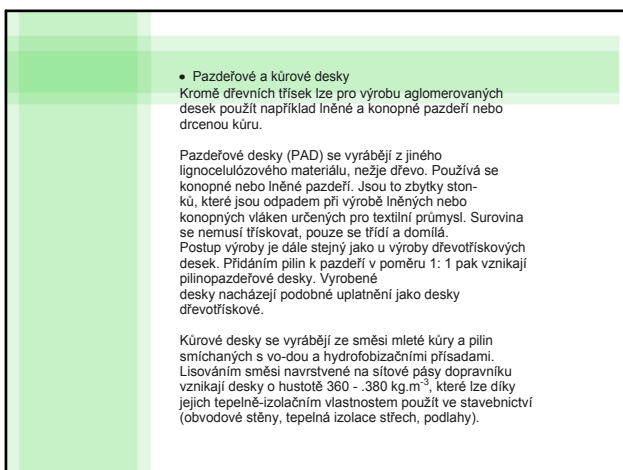 • Pazdeřové a kůrové desky
Kromě dřevních třísek lze pro výrobu aglomerovaných
desek použít například lněné a konopné pazdeří nebo
drcenou kůru.
Pazdeřové desky (PAD) se vyrábějí z jiného
lignocelulózového materiálu, nežje dřevo. Používá se
konopné nebo lněné pazdeří. Jsou to zbytky ston-
ků, které jsou odpadem při výrobě lněných nebo
konopných vláken určených pro textilní průmysl. Surovina
se nemusí třískovat, pouze se třídí a domílá.
Postup výroby je dále stejný jako u výroby dřevotřískových
desek. Přidáním pilin k pazdeří v poměru 1: 1 pak vznikají
pilinopazdeřové desky. Vyrobené
desky nacházejí podobné uplatnění jako desky
dřevotřískové.
Kůrové desky se vyrábějí ze směsi mleté kůry a pilin
smíchaných s vo-dou a hydrofobizačními přísadami.
Lisováním směsi navrstvené na sítové pásy dopravníku
vznikají desky o hustotě 360 - .380 kg.m⁻³, které lze díky
jejich tepelně-izolačním vlastnostem použít ve stavebnictví
(obvodové stěny, tepelná izolace střech, podlahy).